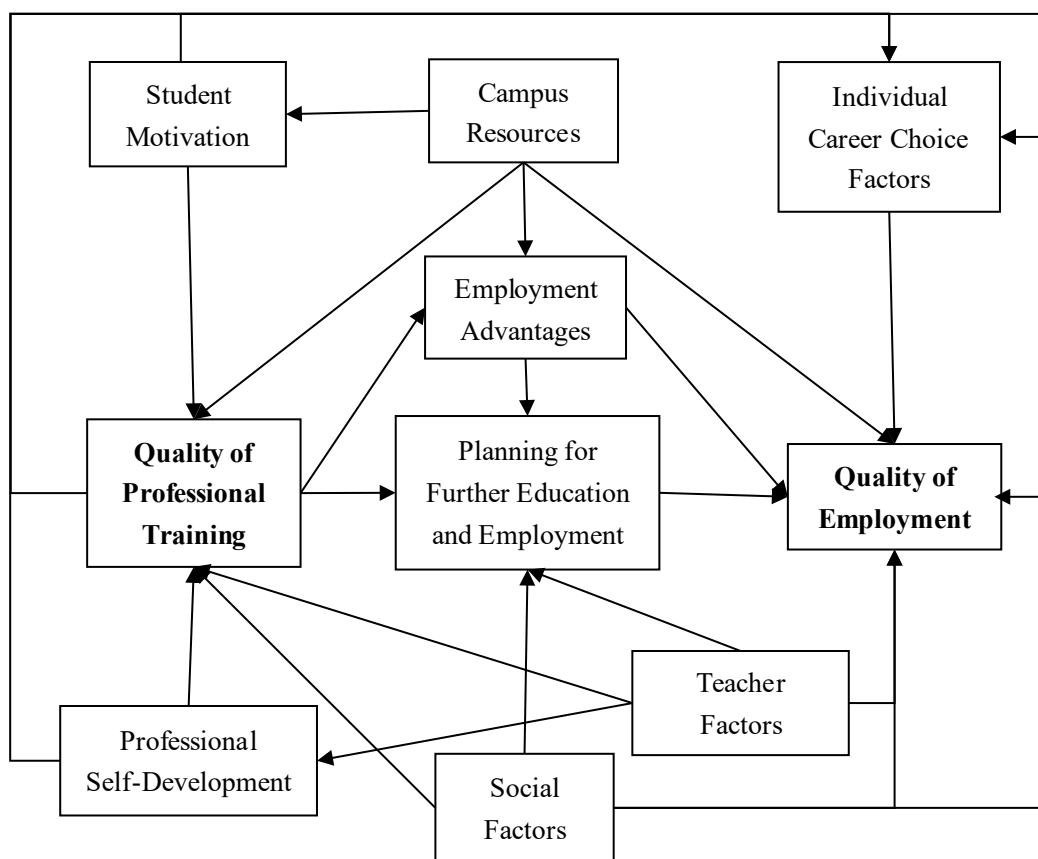 Student
Motivation
Campus
Resources
Individual
Career Choice
Factors
Employment
Advantages
Quality of
Professional
Training
Planning for
Further Education
and Employment
Quality of
Employment
Teacher
Factors
Professional
Self-Development
Social
Factors